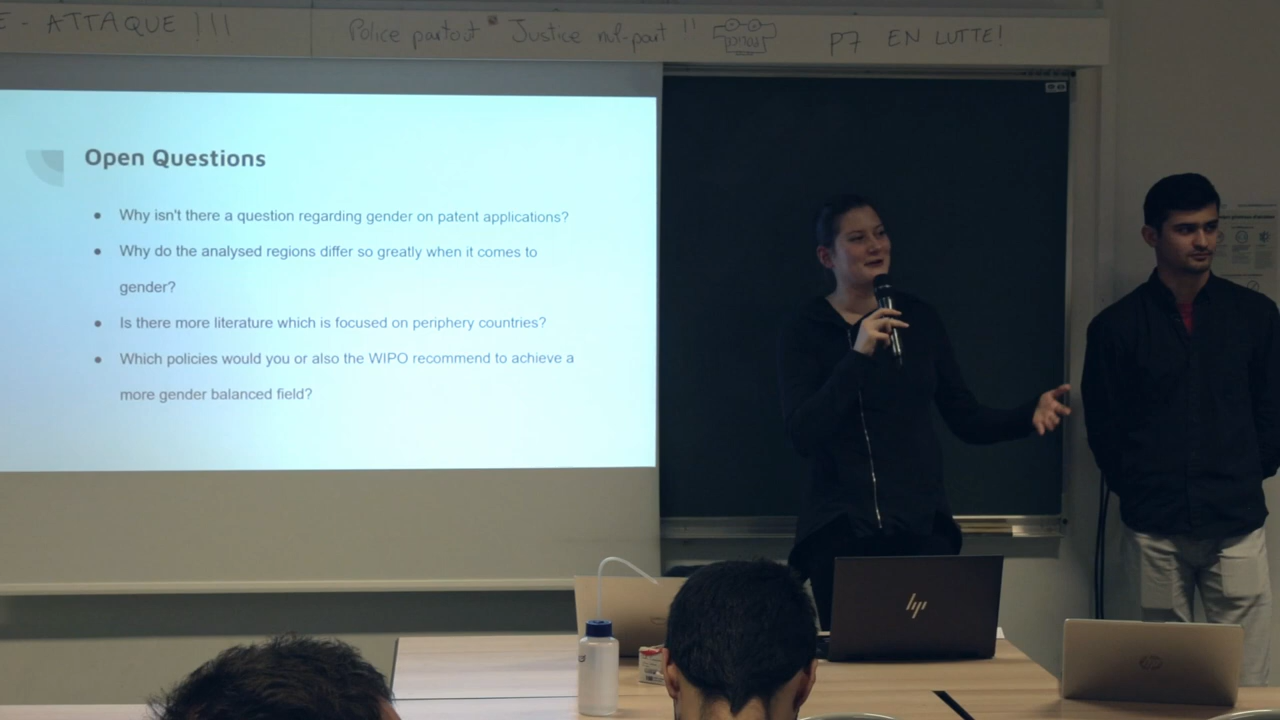 E - ATTAQUE !!!
Police partout Justice nul-part !!
P7 EN LUTTE!
Open Questions
• Why isn't there a question regarding gender on patent applications?
• Why do the analysed regions differ so greatly when it comes to
gender?
• Is there more literature which is focused on periphery countries?
• Which policies would you or also the WIPO recommend to achieve a
more gender balanced field?
hp
hp